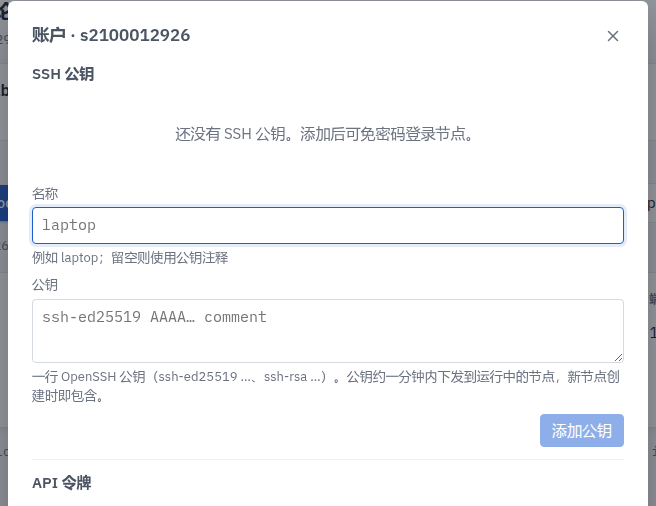 账户 · s2100012926
SSH 公钥
还没有 SSH 公钥。添加后可免密码登录节点。
名称
laptop
例如 laptop；留空则使用公钥注释
公钥
ssh-ed25519 AAAA… comment
一行 OpenSSH 公钥（ssh-ed25519 …、ssh-rsa …）。公钥约一分钟内下发到运行中的节点，新节点创
建时即包含。
添加公钥
API 令牌